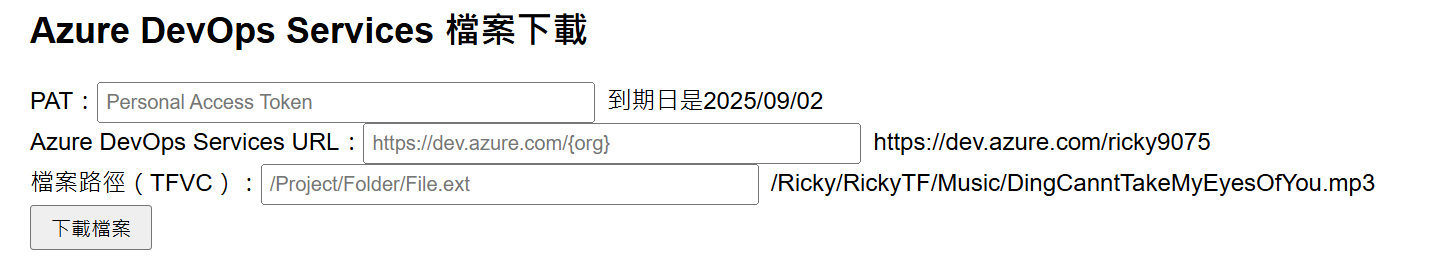 Azure DevOps Services 檔案下載
PAT：Personal Access Token 到期日是2025/09/02
Azure DevOps Services URL：https://dev.azure.com/{org} https://dev.azure.com/ricky9075
檔案路徑（TFVC）：/Project/Folder/File.ext /Ricky/RickyTF/Music/DingCanntTakeMyEyesOfYou.mp3
下載檔案